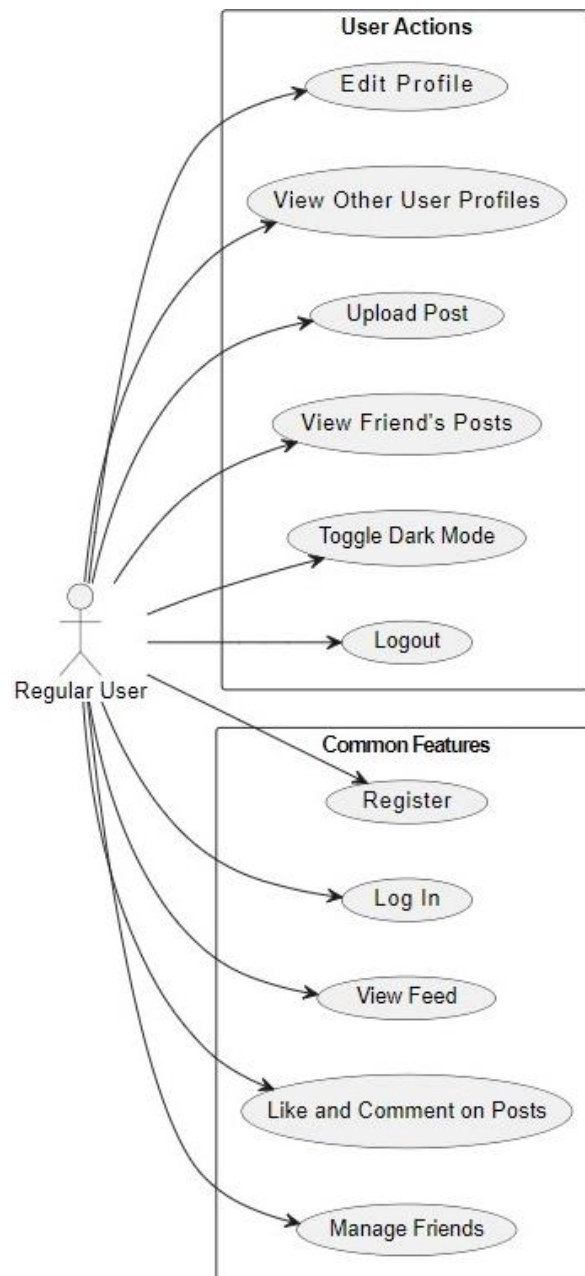 User Actions
Edit Profile
View Other User Profiles
Upload Post
View Friend's Posts
Toggle Dark Mode
Logout
Regular User
Common Features
Register
Log In
View Feed
Like and Comment on Posts
Manage Friends